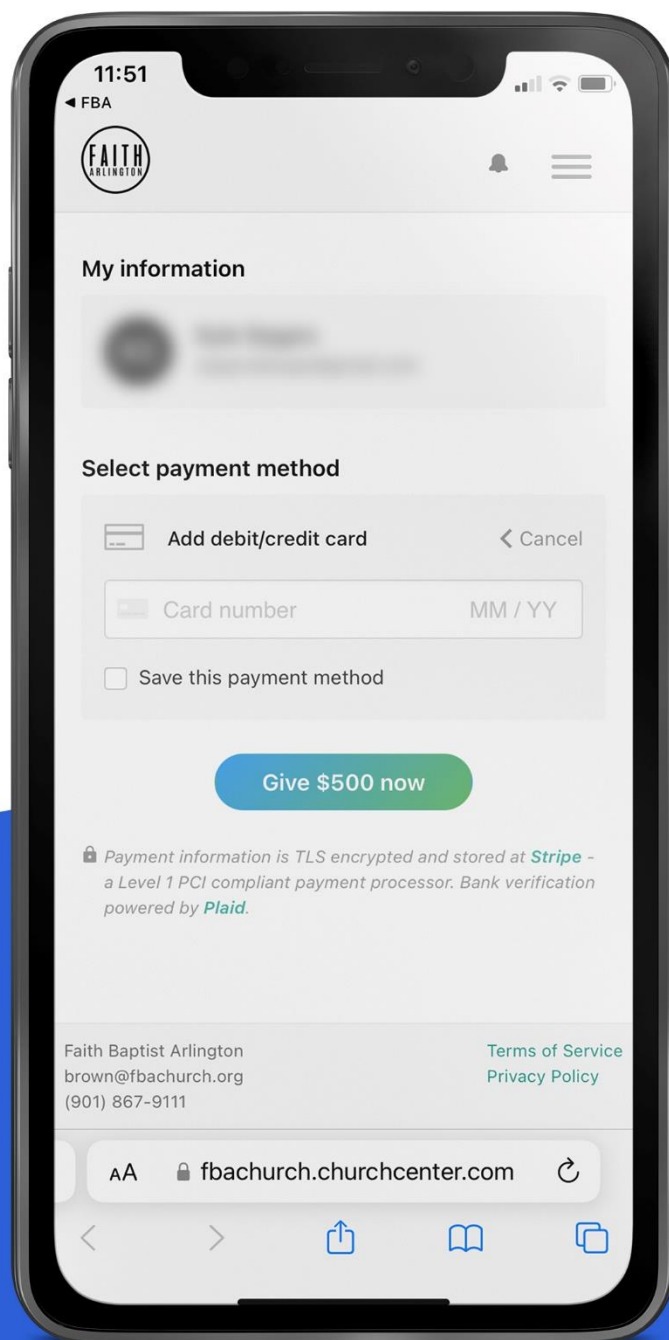 11:51
◀ FBA
FAITH
ARLINGTON
My information
Select payment method
Add debit/credit card
Cancel
Card number
MM / YY
Save this payment method
Give $500 now
Payment information is TLS encrypted and stored at Stripe -
a Level 1 PCI compliant payment processor. Bank verification
powered by Plaid.
Faith Baptist Arlington
Terms of Service
brown@fbachurch.org
Privacy Policy
(901) 867-9111
AA
fbachurch.churchcenter.com